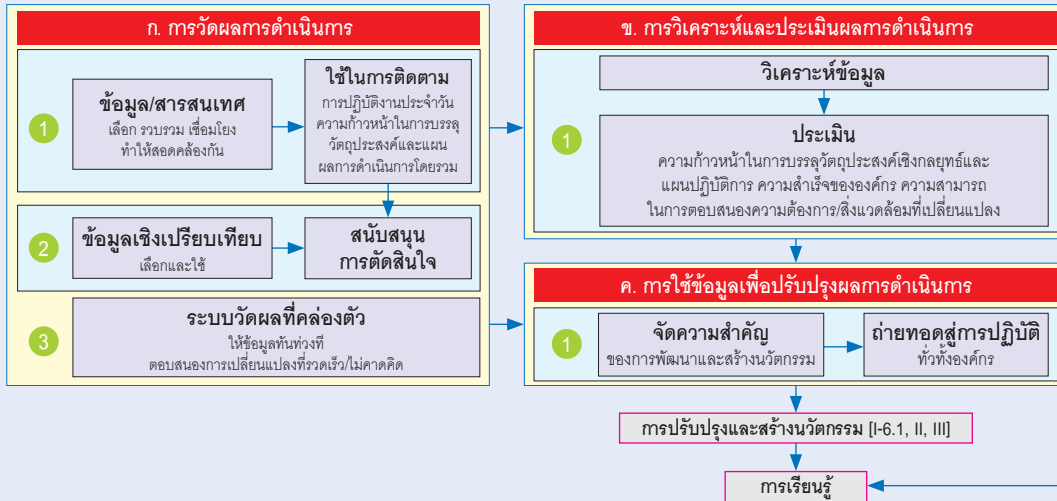 ก. การวัดผลการดำเนินการ
1
ข้อมูล/สารสนเทศ
เลือก รวบรวม เชื่อมโยง
ทำให้สอดคล้องกัน
ใช้ในการติดตาม
การปฏิบัติงานประจำวัน
ความก้าวหน้าในการบรรลุ
วัตถุประสงค์และแผน
ผลการดำเนินการโดยรวม
2
ข้อมูลเชิงเปรียบเทียบ
เลือกและใช้
สนับสนุน
การตัดสินใจ
3
ระบบวัดผลที่คล่องตัว
ให้ข้อมูลทันท่วงที
ตอบสนองการเปลี่ยนแปลงที่รวดเร็ว/ไม่คาดคิด
ข. การวิเคราะห์และประเมินผลการดำเนินการ
1
วิเคราะห์ข้อมูล
ประเมิน
ความก้าวหน้าในการบรรลุวัตถุประสงค์เชิงกลยุทธ์และ
แผนปฏิบัติการ ความสำเร็จขององค์กร ความสามารถ
ในการตอบสนองความต้องการ/สิ่งแวดล้อมที่เปลี่ยนแปลง
ค. การใช้ข้อมูลเพื่อปรับปรุงผลการดำเนินการ
1
จัดความสำคัญ
ของการพัฒนาและสร้างนวัตกรรม
ถ่ายทอดสู่การปฏิบัติ
ทั่วทั้งองค์กร
การปรับปรุงและสร้างนวัตกรรม [I-6.1, II, III]
การเรียนรู้